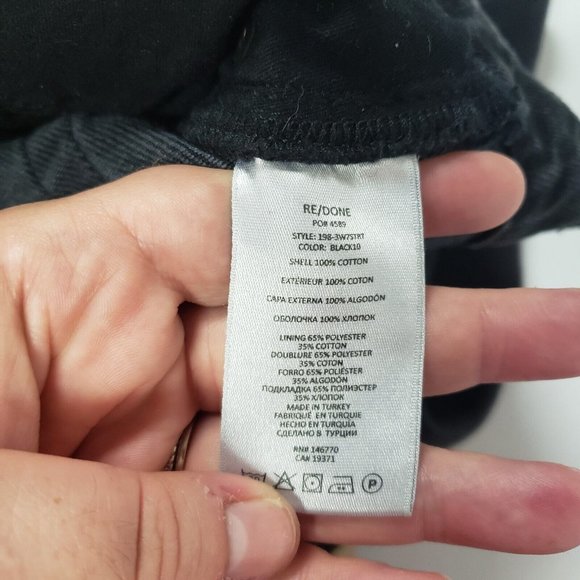 RE/DONE
PO# 4589
STYLE: 198-3W7STRT
COLOR: BLACK10
SHELL 100% COTTON
EXTÉRIEUR 100% COTON
CAPA EXTERNA 100% ALGODÓN
ОБОЛОЧКА 100% ХЛОПОК
LINING 65% POLYESTER
35% COTTON
DOUBLURE 65% POLYESTER
35% COTON
FORRO 65% POLYESTER
35% ALGODÓN
ПОДКЛАДКА 65% ПОЛИЭСТЕР
35% ХЛОПОК
MADE IN TURKEY
FABRIQUÉ EN TURQUIE
HECHO EN TURQUÍA
СДЕЛАНО В ТУРЦИИ
RN# 146770
CA# 19371
P